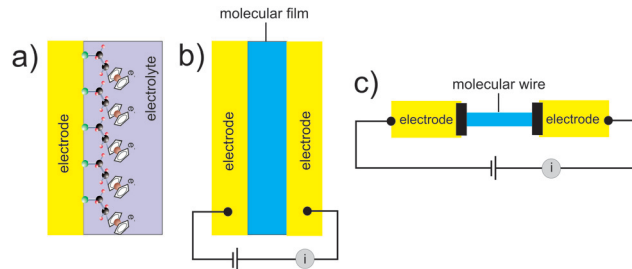 molecular film
a)
electrode
electrolyte
b)
electrode
electrode
i
c)
molecular wire
electrode
electrode
i